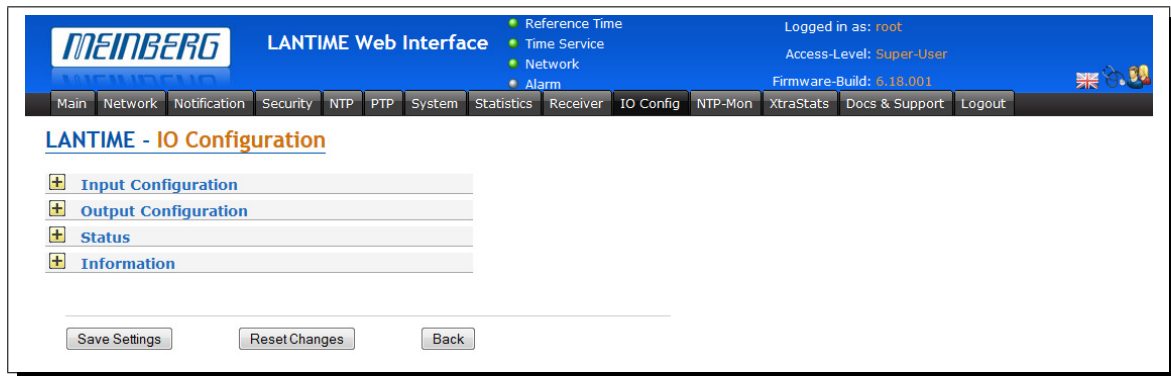 MEINBERG
LANTIME Web Interface
Reference Time
Time Service
Network
Alarm
Logged in as: root
Access-Level: Super-User
Firmware-Build: 6.18.001
Main Network Notification Security NTP PTP System Statistics Receiver IO Config NTP-Mon XtraStats Docs & Support Logout
LANTIME - IO Configuration
Input Configuration
Output Configuration
Status
Information
Save Settings Reset Changes Back